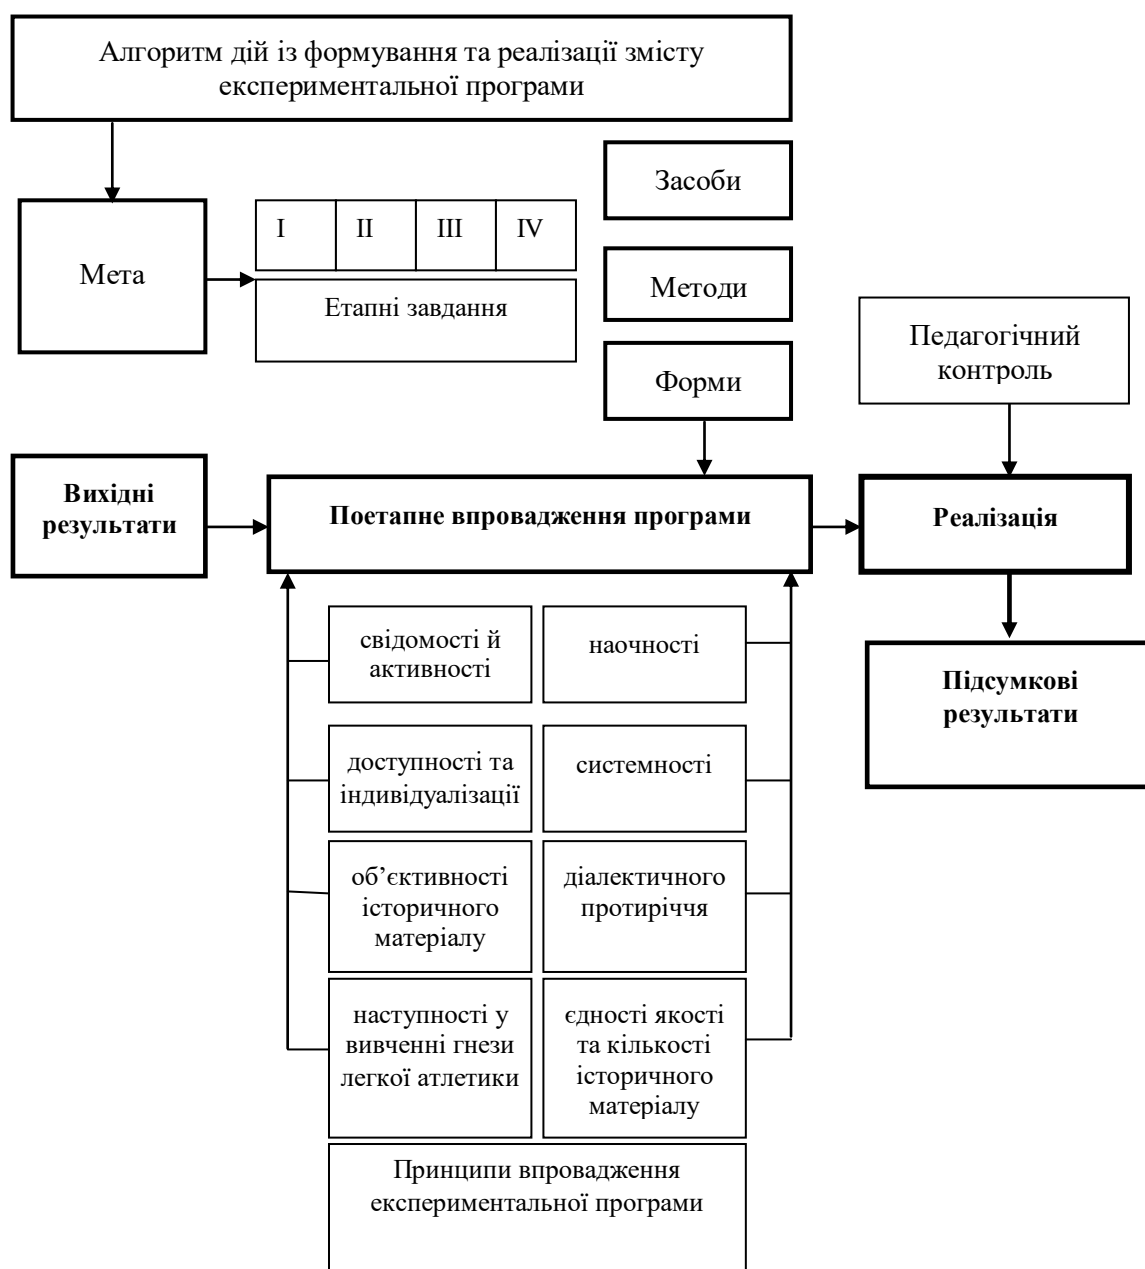 Алгоритм дій із формування та реалізації змісту
експериментальної програми
Засоби
I
II
III
IV
Мета
Етапні завдання
Методи
Форми
Педагогічний
контроль
Вихідні
результати
Поетапне впровадження програми
Реалізація
свідомості й
активності
наочності
Підсумкові
результати
доступності та
індивідуалізації
системності
об’єктивності
історичного
матеріалу
діалектичного
протиріччя
наступності у
вивченні гнези
легкої атлетики
єдності якості
та кількості
історичного
матеріалу
Принципи впровадження
експериментальної програми